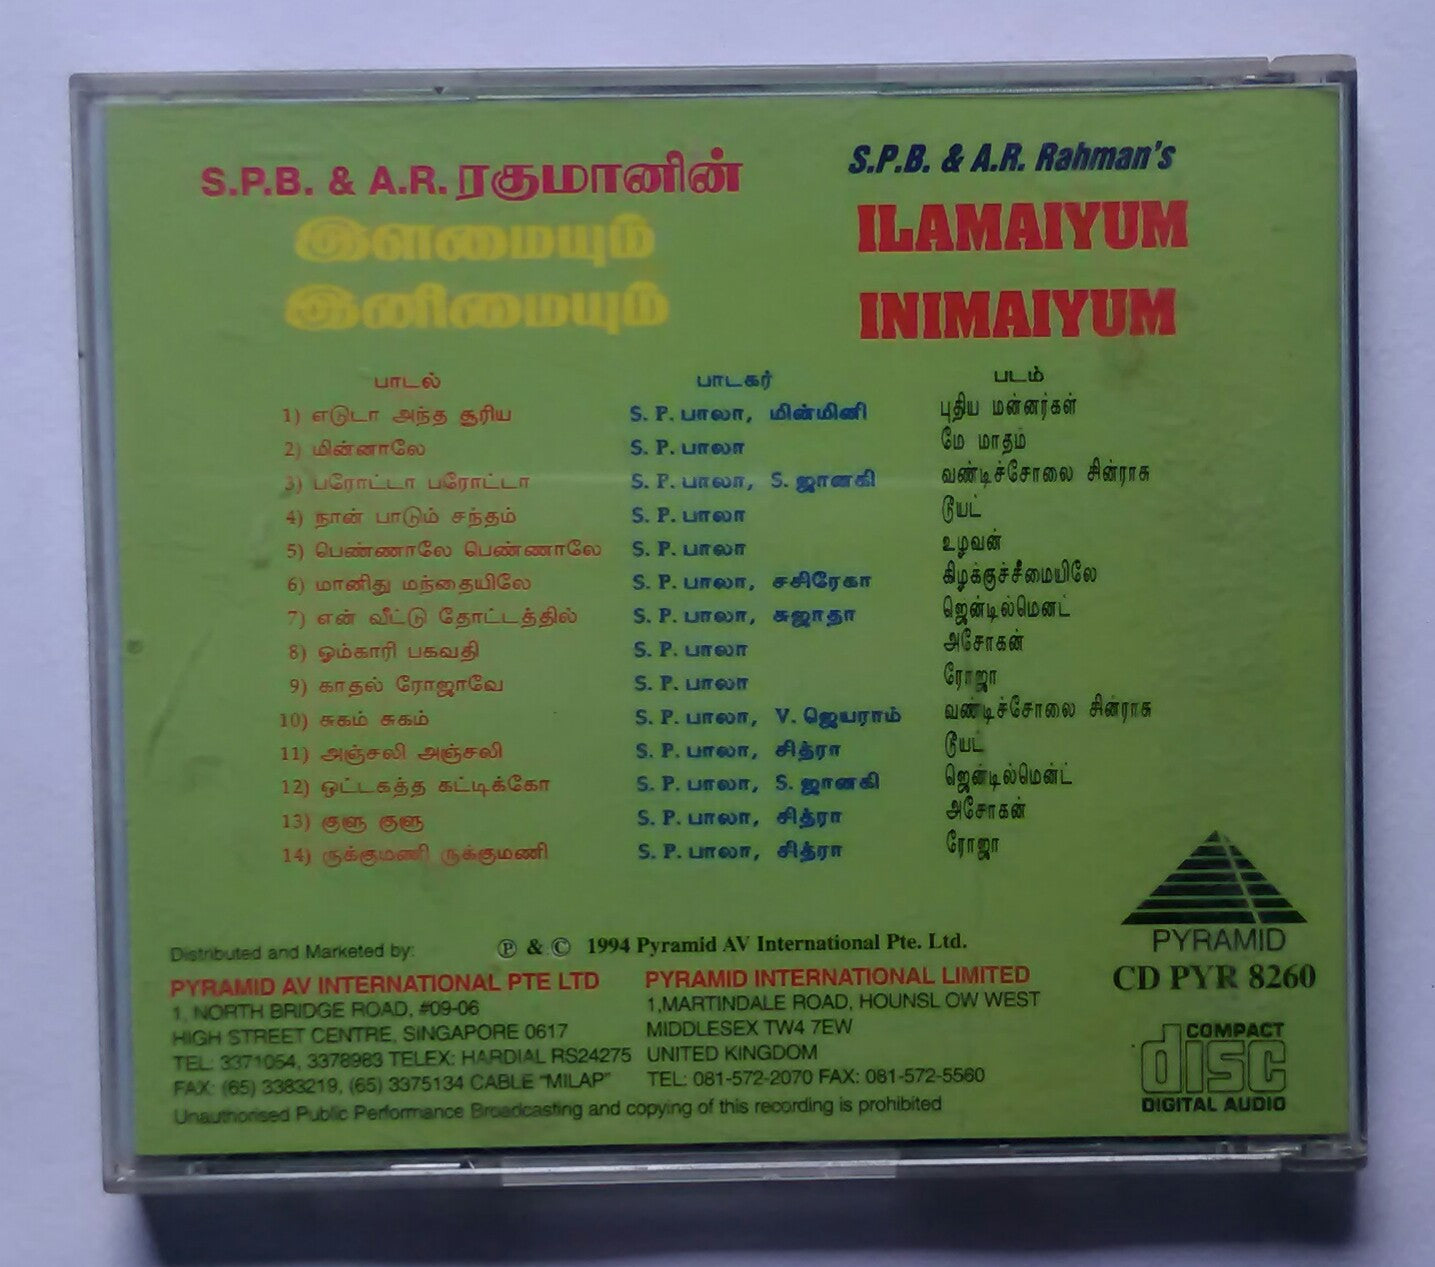 S.P.B. & A.R. ரகுமானின்
இளமையும்
இனிமையும்
S.P.B. & A.R. Rahman's
ILAMAIYUM
INIMAIYUM
பாடல் பாடகர் படம்
1) எடுடா அந்த சூரிய S. P. பாலா, மின்மினி புதிய மன்னர்கள்
2) மின்னாலே S. P. பாலா மே மாதம்
3) பரோட்டா பரோட்டா S. P. பாலா, S. ஜானகி வண்டிச்சோலை சின்ராசு
4) நான் பாடும் சந்தம் S. P. பாலா டூயட்
5) பெண்ணாலே பெண்ணாலே S. P. பாலா உழவன்
6) மானிது மந்தையிலே S. P. பாலா, சசிரேகா கிழக்குச்சீமையிலே
7) என் வீட்டு தோட்டத்தில் S. P. பாலா, சுஜாதா ஜென்டில்மெனட்
8) ஓம்காரி பகவதி S. P. பாலா அசோகன்
9) காதல் ரோஜாவே S. P. பாலா ரோஜா
10) சுகம் சுகம் S. P. பாலா, V. ஜெயராம் வண்டிச்சோலை சின்ராசு
11) அஞ்சலி அஞ்சலி S. P. பாலா, சித்ரா டூயட்
12) ஒட்டகத்த கட்டிக்கோ S. P. பாலா, S. ஜானகி ஜென்டில்மென்ட்
13) குளு குளு S. P. பாலா, சித்ரா அசோகன்
14) ருக்குமணி ருக்குமணி S. P. பாலா, சித்ரா ரோஜா
PYRAMID
CD PYR 8260
Distributed and Marketed by: ℗ & © 1994 Pyramid AV International Pte. Ltd.
PYRAMID AV INTERNATIONAL PTE LTD
1, NORTH BRIDGE ROAD, #09-06
HIGH STREET CENTRE, SINGAPORE 0617
TEL: 3371054, 3378983 TELEX: HARDIAL RS24275
FAX: (65) 3383219, (65) 3375134 CABLE "MILAP"
PYRAMID INTERNATIONAL LIMITED
1,MARTINDALE ROAD, HOUNSL OW WEST
MIDDLESEX TW4 7EW
UNITED KINGDOM
TEL: 081-572-2070 FAX: 081-572-5560
Unauthorised Public Performance Broadcasting and copying of this recording is prohibited
COMPACT
disc
DIGITAL AUDIO